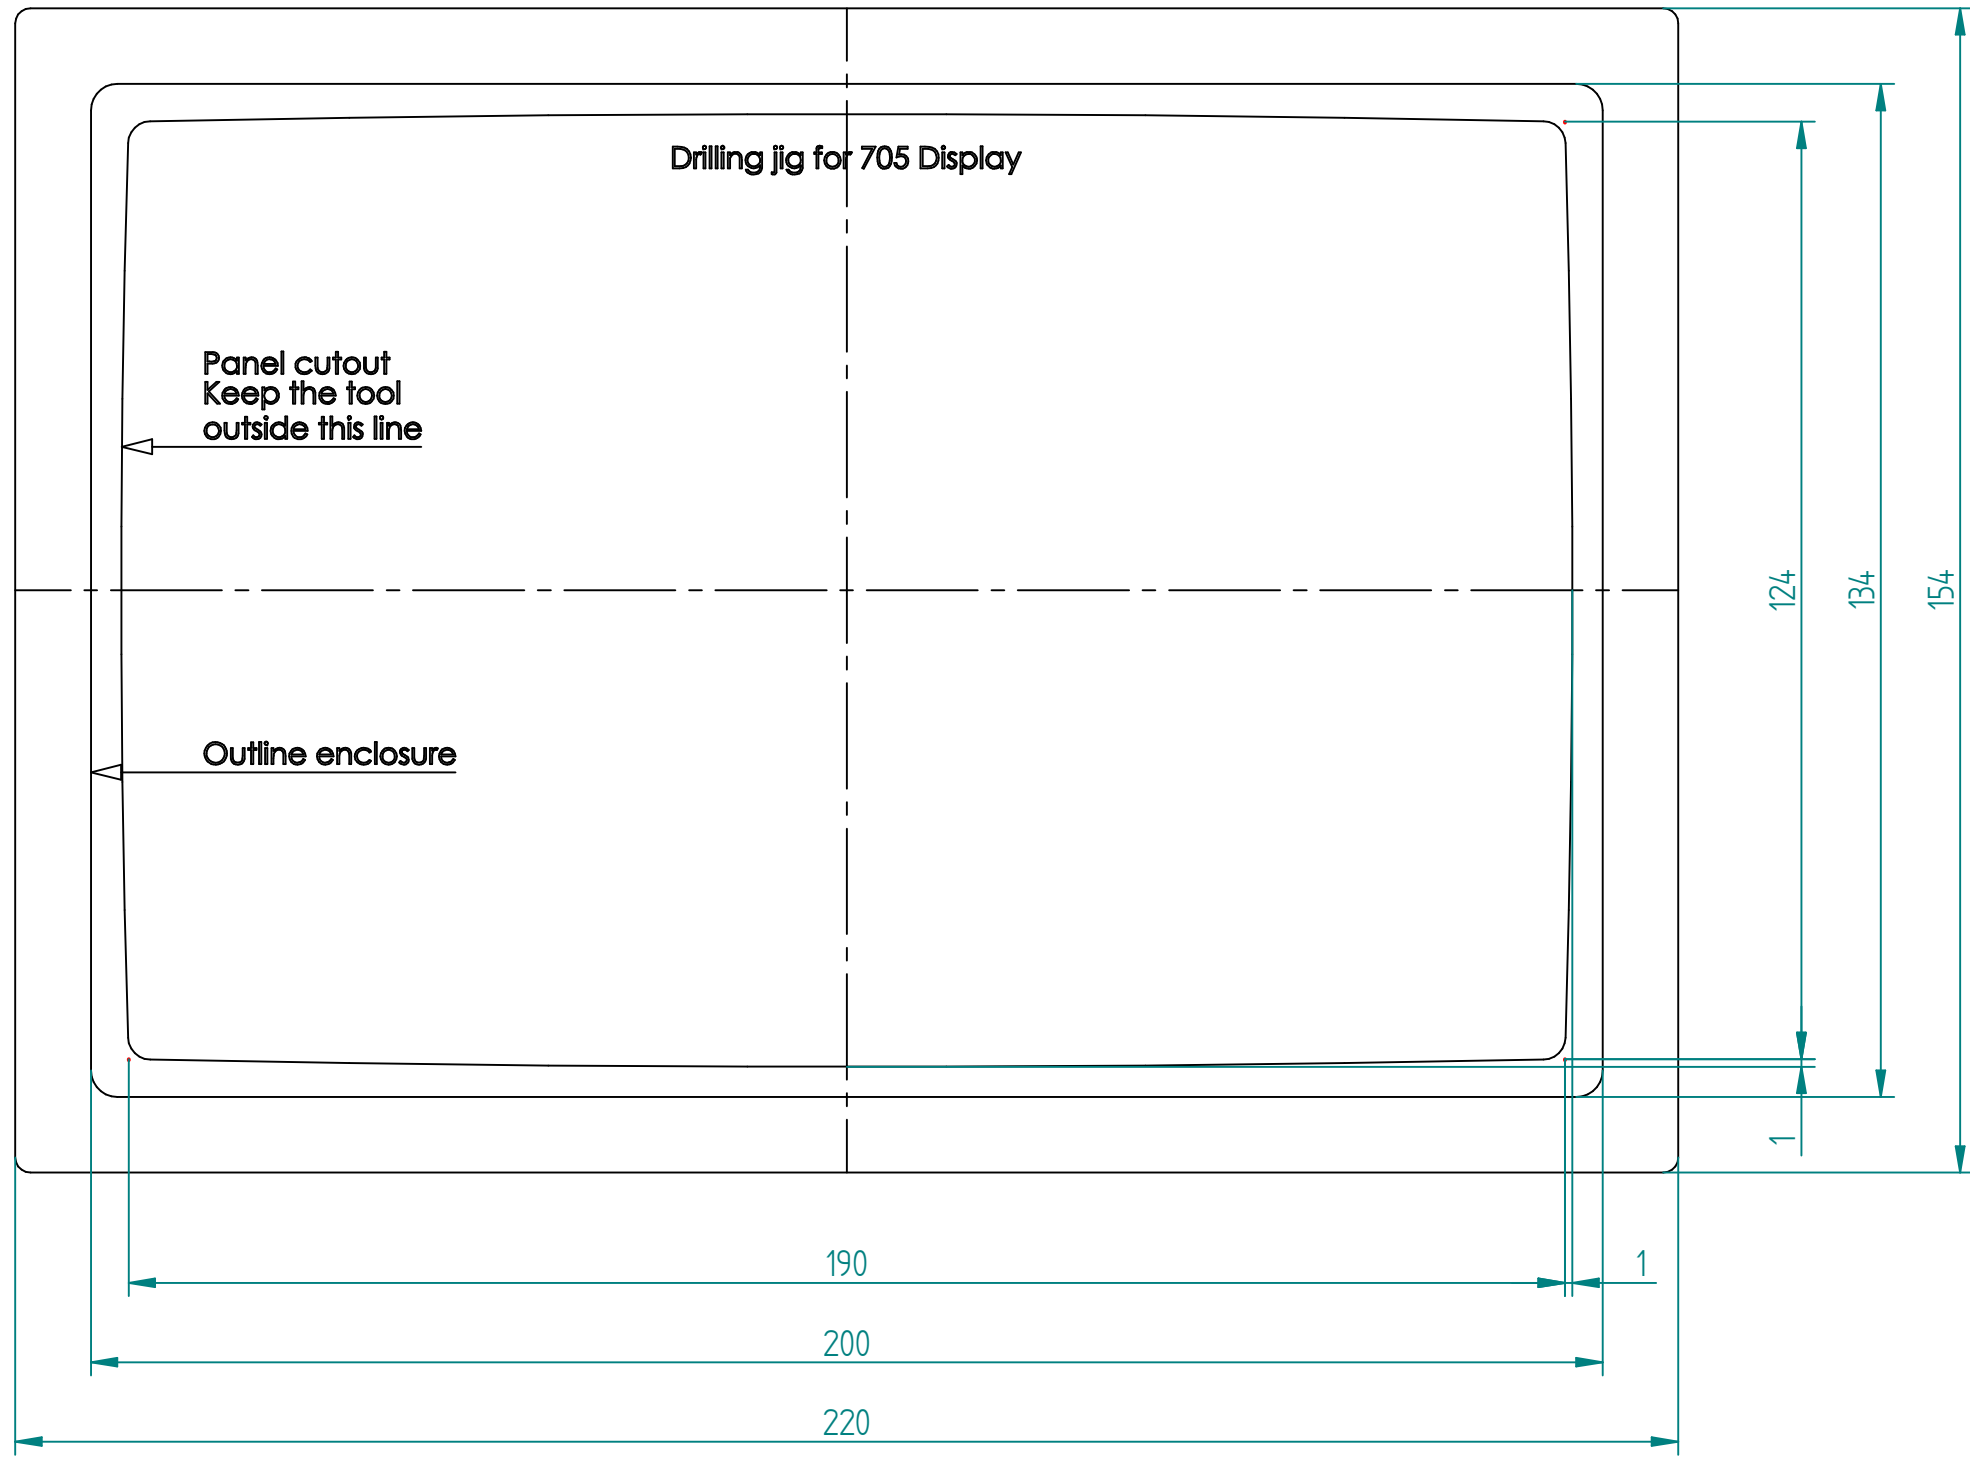 Drilling jig for 705 Display
Panel cutout
Keep the tool
outside this line
Outline enclosure
124
134
154
1
190
1
200
220